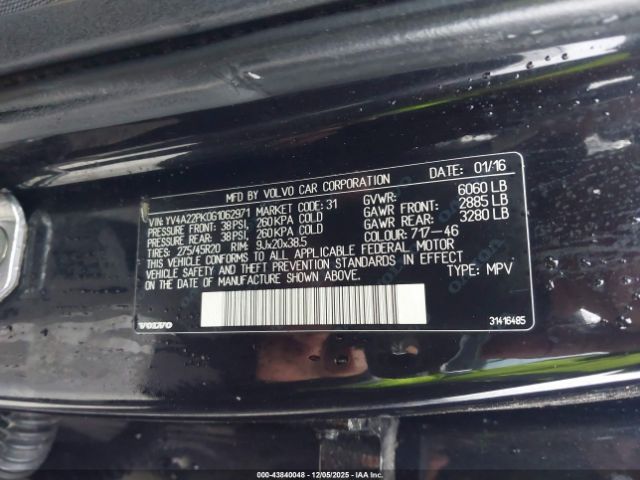 MFD BY VOLVO CAR CORPORATION DATE: 01/16
VIN: YV4A22PK0G1062971 MARKET CODE: 31 GVWR: 6060 LB
PRESSURE FRONT: 38PSI, 260KPA COLD GAWR FRONT: 2885 LB
PRESSURE REAR: 38PSI, 260KPA COLD GAWR REAR: 3280 LB
TIRES: 275/45R20 RIM: 9Jx20x38.5 COLOUR: 717-46
THIS VEHICLE CONFORMS TO ALL APPLICABLE FEDERAL MOTOR
VEHICLE SAFETY AND THEFT PREVENTION STANDARDS IN EFFECT
ON THE DATE OF MANUFACTURE SHOWN ABOVE. TYPE: MPV
VOLVO 31416485
000-43840048 - 12/05/2025 - IAA Inc.